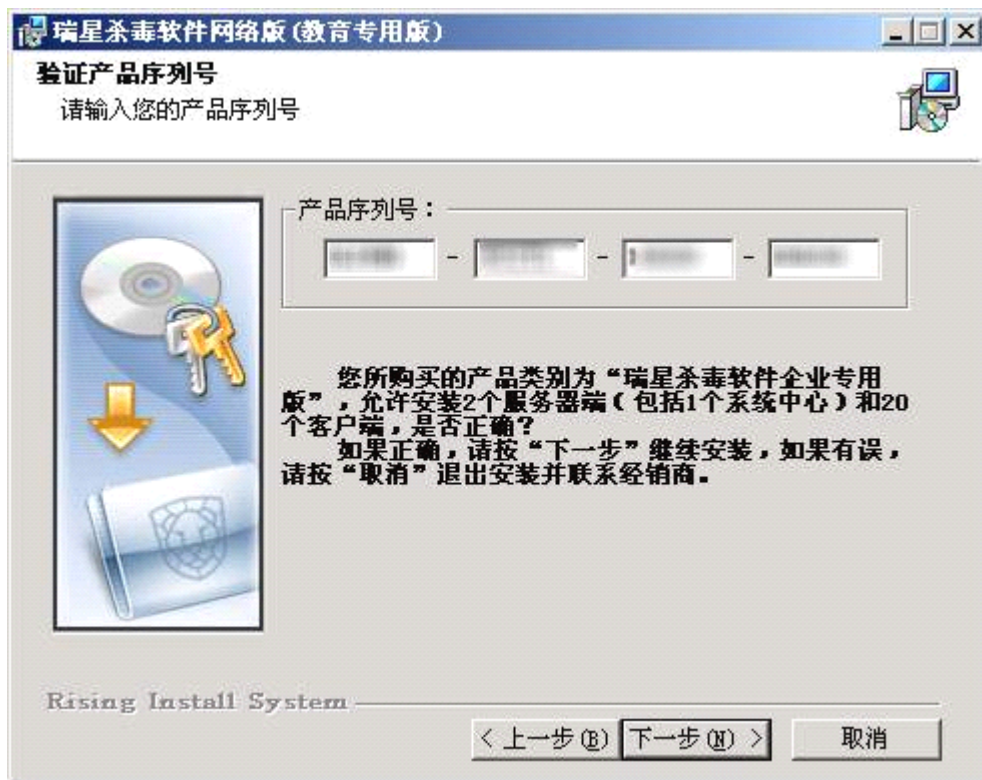 瑞星杀毒软件网络版(教育专用版)
验证产品序列号
请输入您的产品序列号
产品序列号：
- - -
您所购买的产品类别为“瑞星杀毒软件企业专用
版”，允许安装2个服务器端（包括1个系统中心）和20
个客户端，是否正确？
如果正确，请按“下一步”继续安装，如果有误，
请按“取消”退出安装并联系经销商。
Rising Install System
< 上一步(B) 下一步(N) > 取消